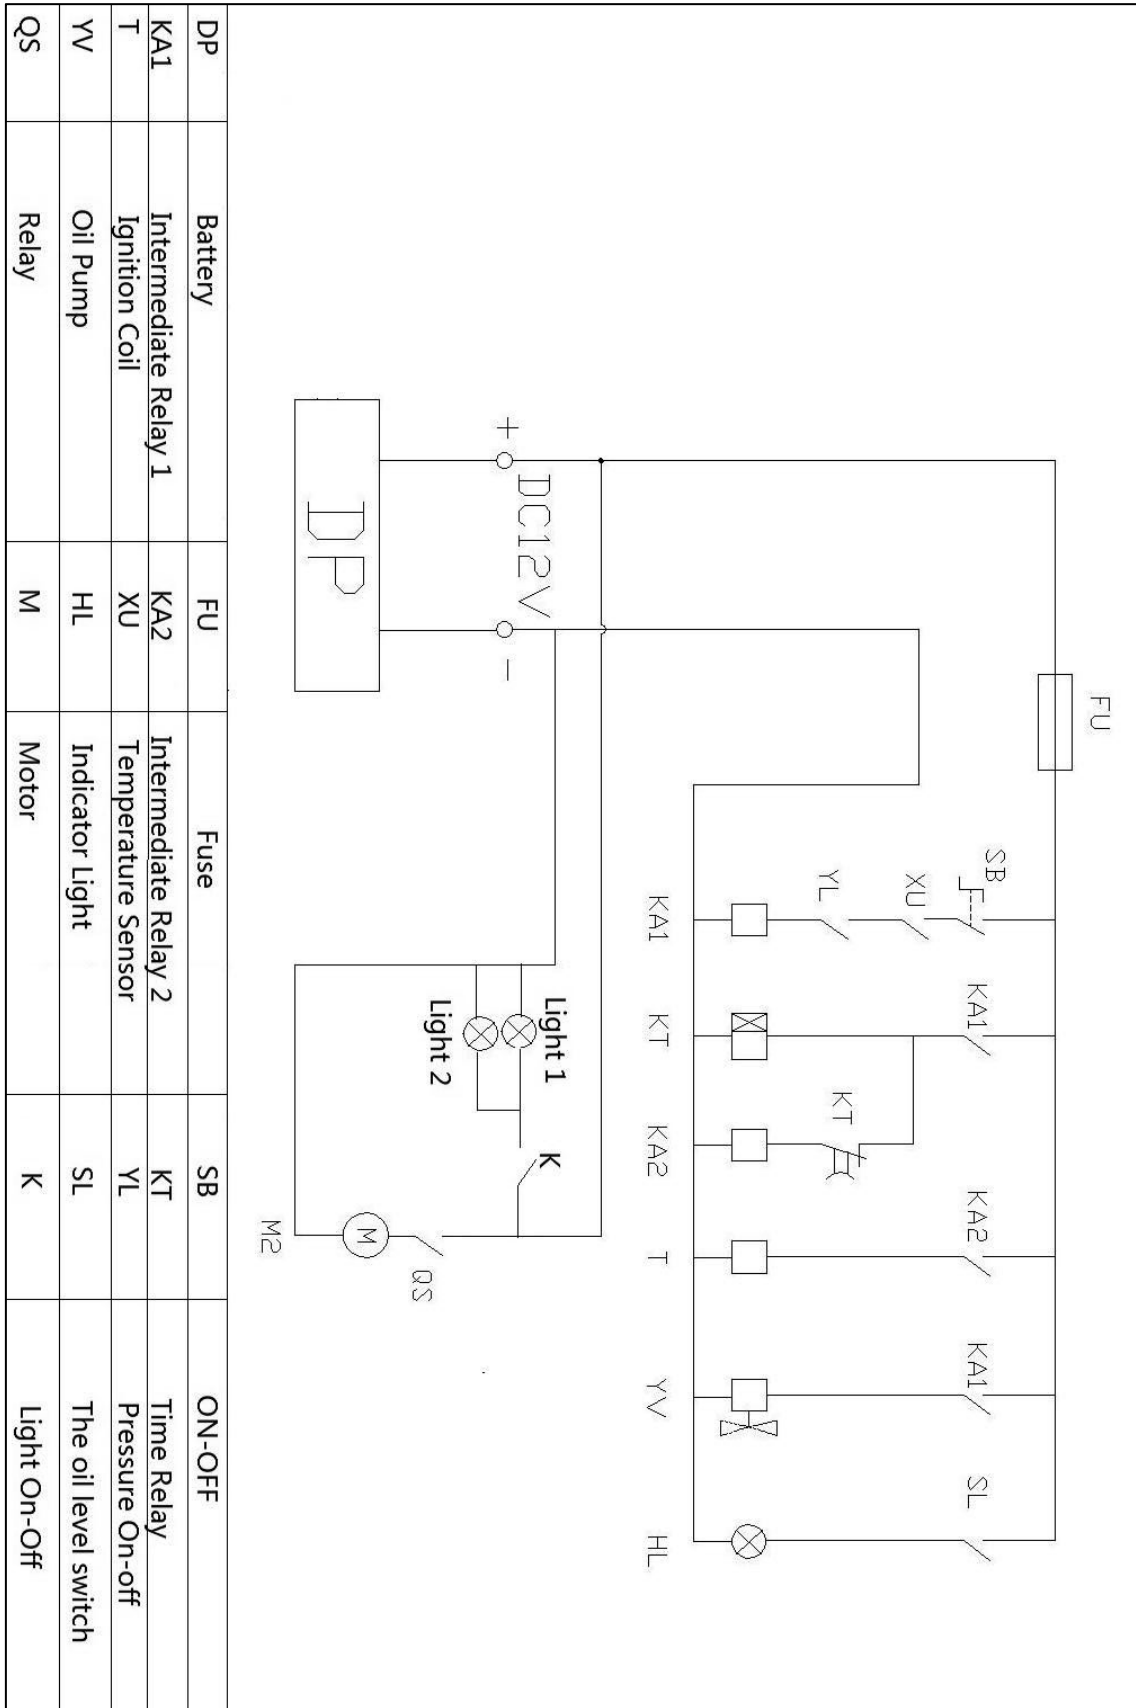 FU
SB
KA1 KA2 KA1 SL
XU
YL KT
KA1 KT KA2 T YV HL
+ DC12V -
Light 1 K
Light 2
QS
M
DP
M2
DP Battery FU Fuse SB ON-OFF
KA1 Intermediate Relay 1 KA2 Intermediate Relay 2 KT Time Relay
T Ignition Coil XU Temperature Sensor YL Pressure On-off
YV Oil Pump HL Indicator Light SL The oil level switch
QS Relay M Motor K Light On-Off